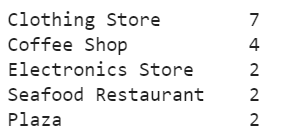 Clothing Store 7
Coffee Shop 4
Electronics Store 2
Seafood Restaurant 2
Plaza 2